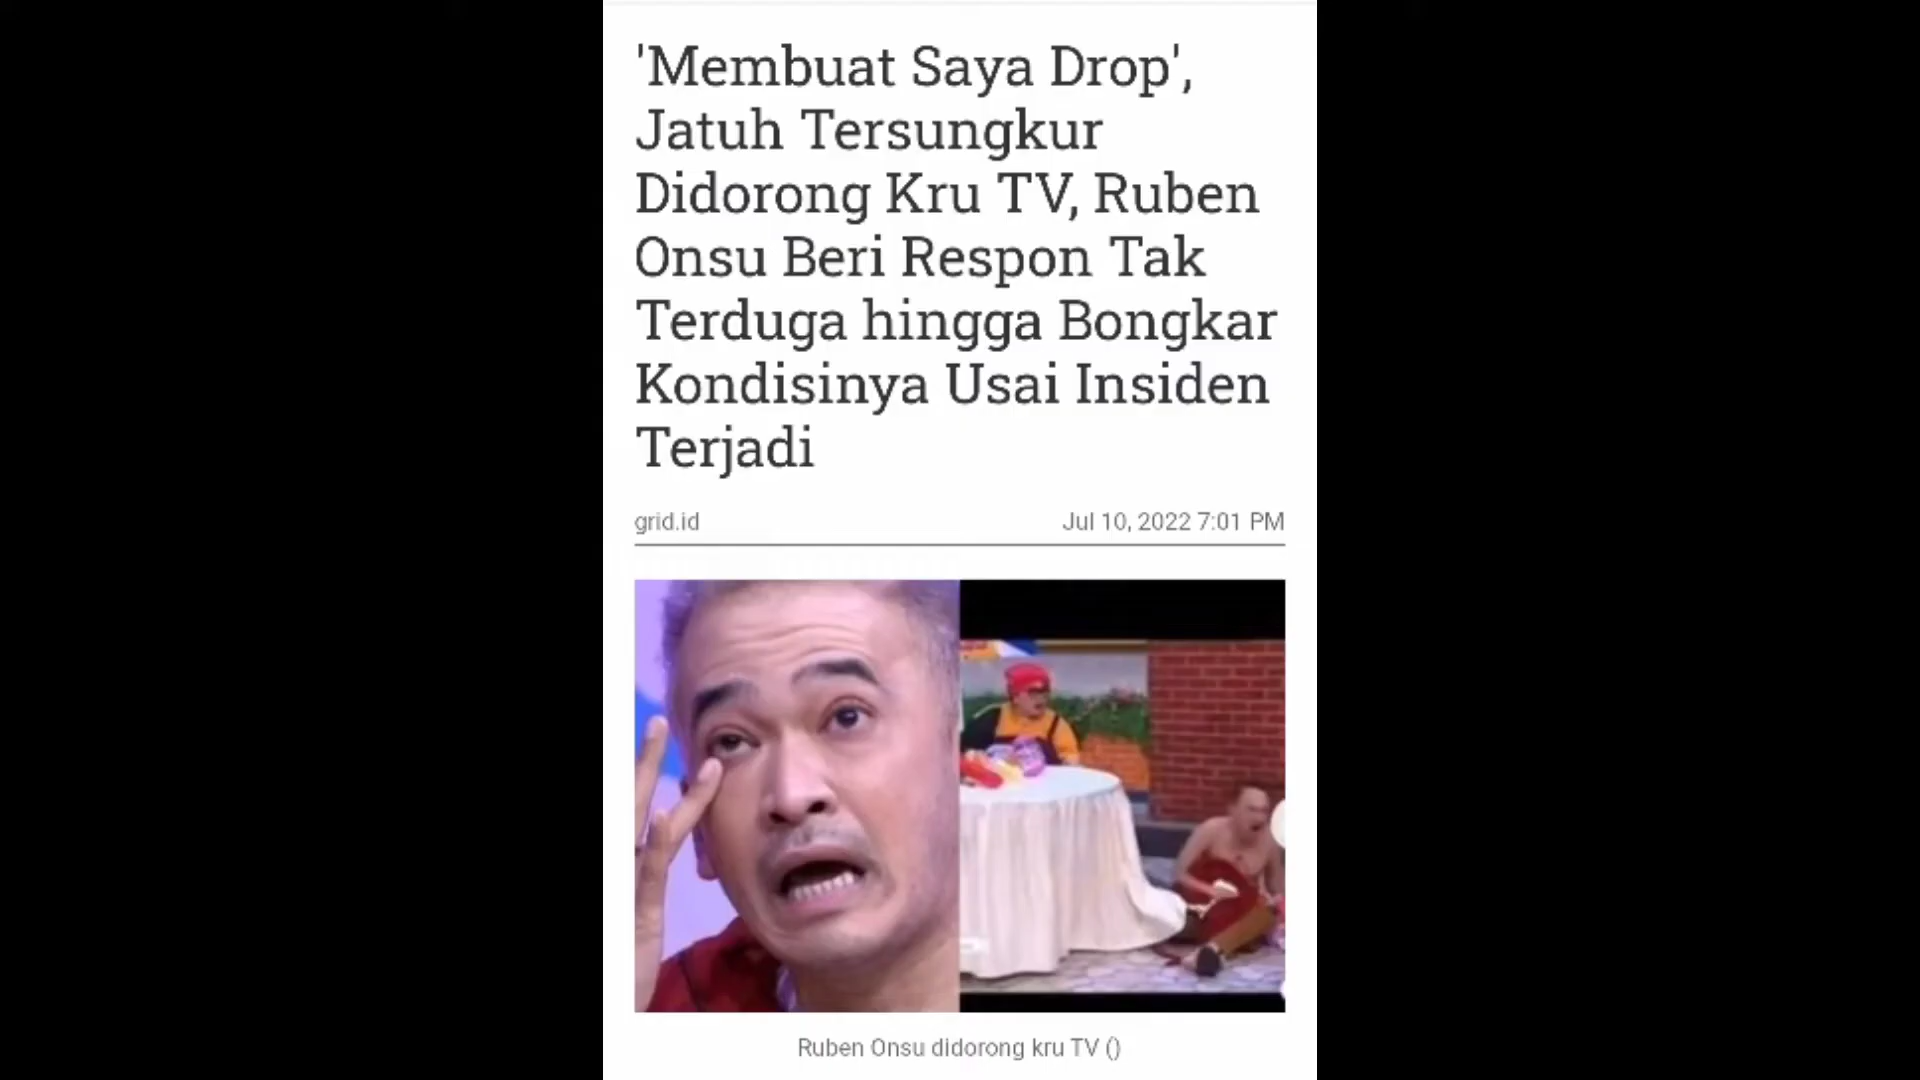 'Membuat Saya Drop',
Jatuh Tersungkur
Didorong Kru TV, Ruben
Onsu Beri Respon Tak
Terduga hingga Bongkar
Kondisinya Usai Insiden
Terjadi
grid.id
Jul 10, 2022 7:01 PM
Ruben Onsu didorong kru TV ()